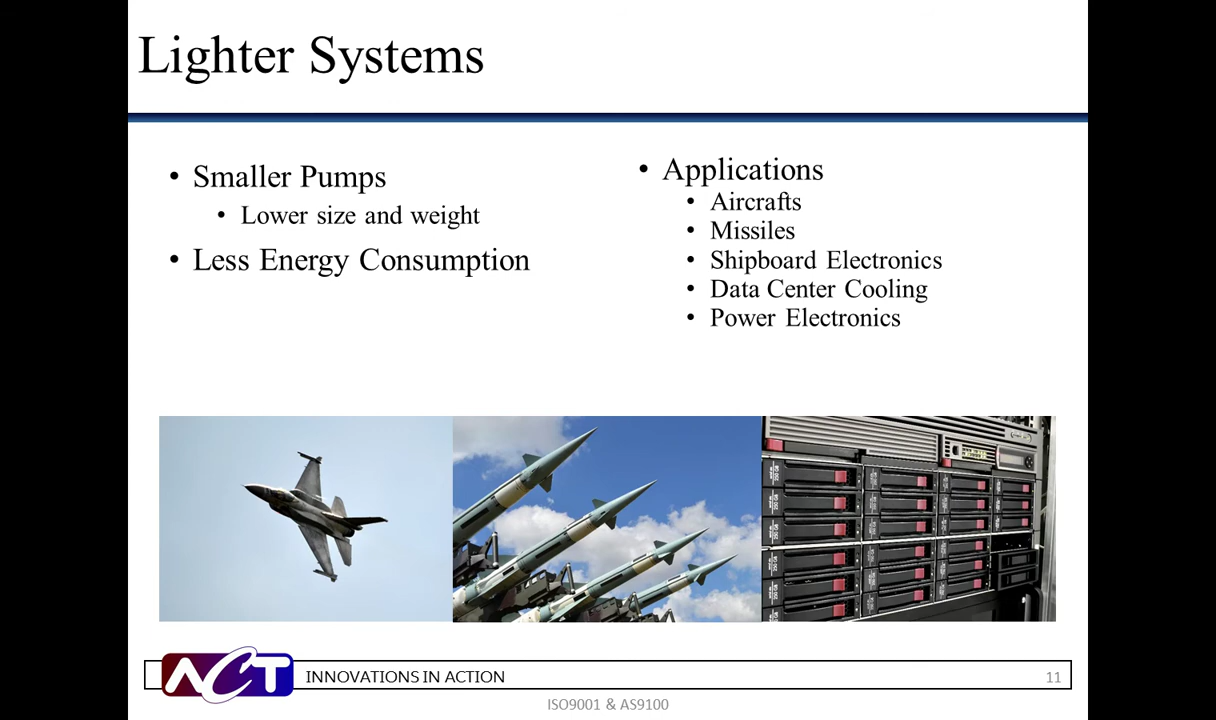 Lighter Systems
• Smaller Pumps
• Lower size and weight
• Less Energy Consumption
• Applications
• Aircrafts
• Missiles
• Shipboard Electronics
• Data Center Cooling
• Power Electronics
ACT
INNOVATIONS IN ACTION
11
ISO9001 & AS9100